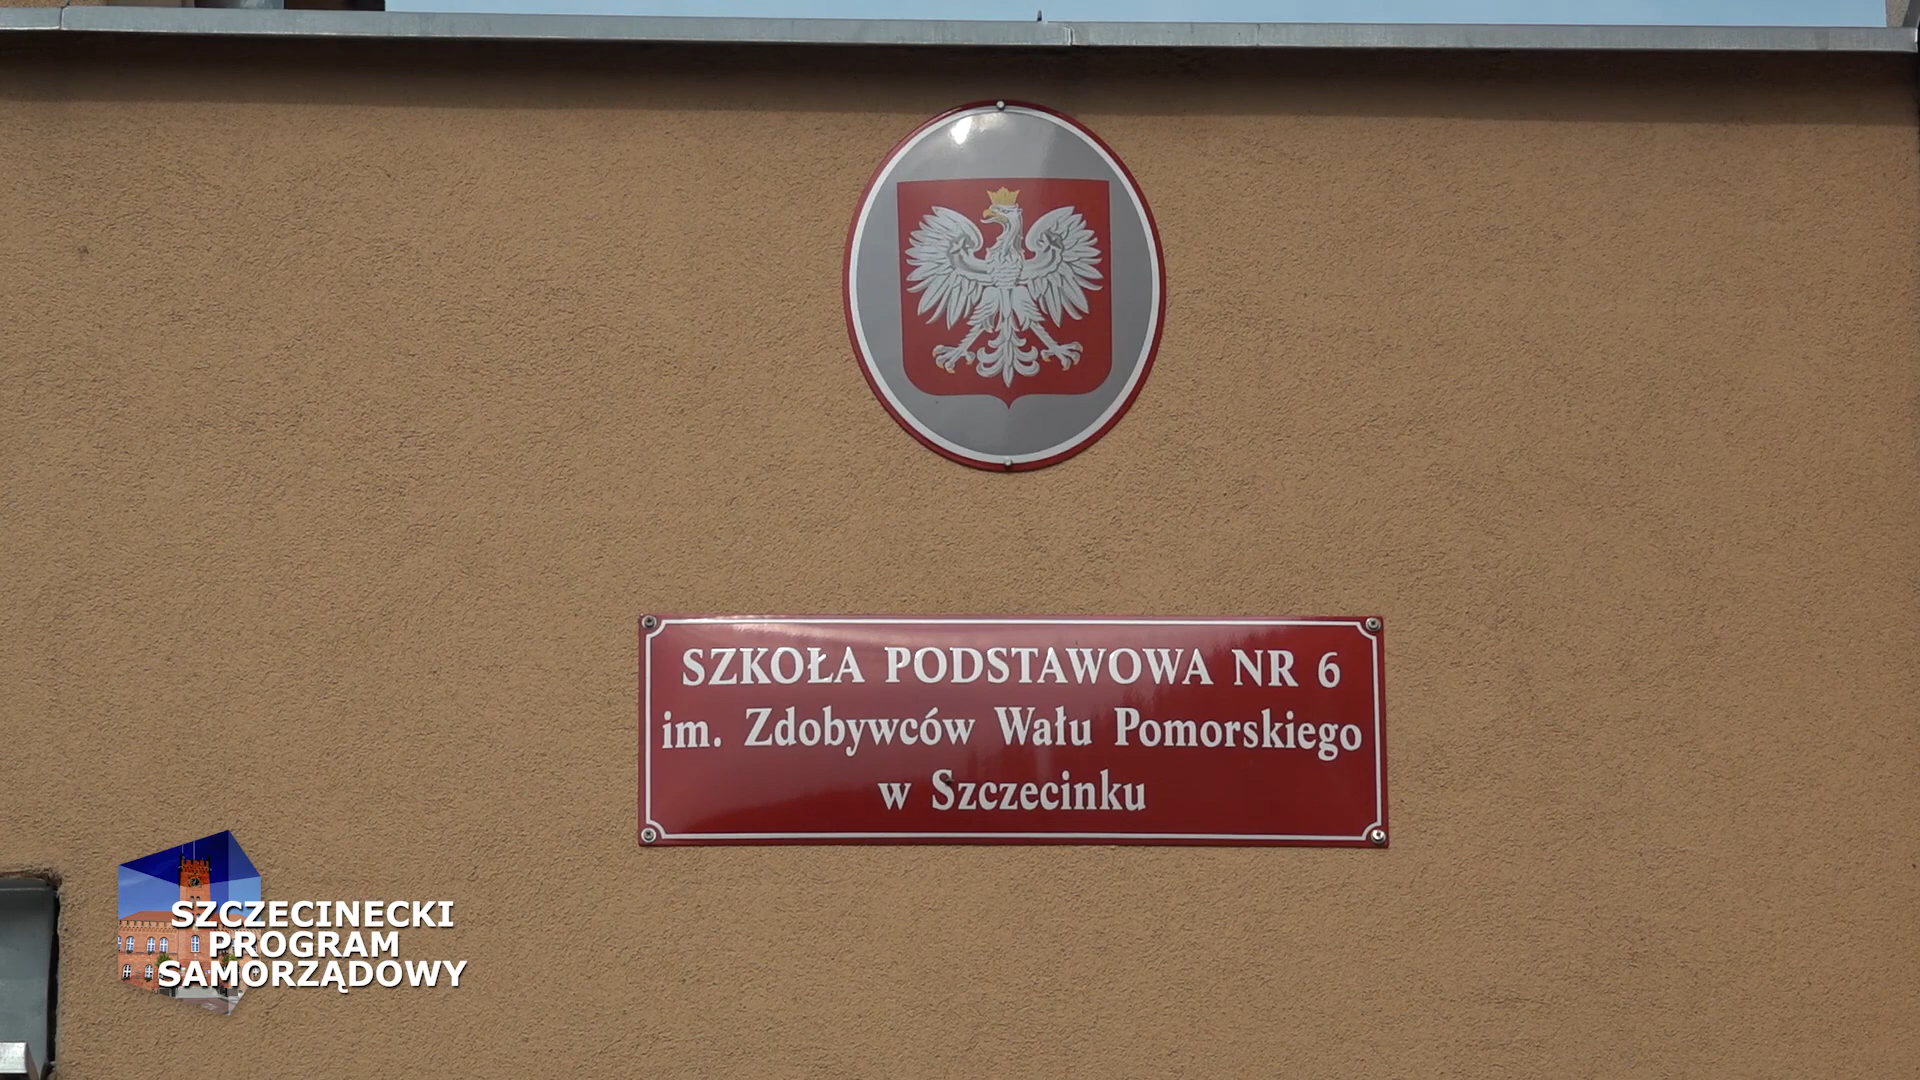 SZKOŁA PODSTAWOWA NR 6
im. Zdobywców Wału Pomorskiego
w Szczecinku
SZCZECINECKI
PROGRAM
SAMORZĄDOWY